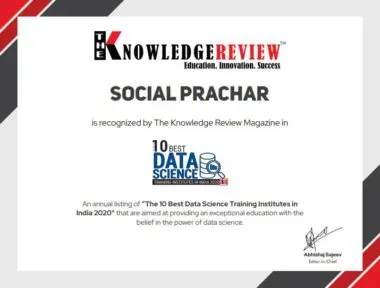 THE KNOWLEDGEREVIEW™
Education. Innovation. Success
SOCIAL PRACHAR
is recognized by The Knowledge Review Magazine in
10 BEST
DATA
SCIENCE
TRAINING INSTITUTES IN INDIA 2020
An annual listing of "The 10 Best Data Science Training Institutes in
India 2020" that are aimed at providing an exceptional education with the
belief in the power of data science.
Abhishaj Sajeev
Editor-in-Chief